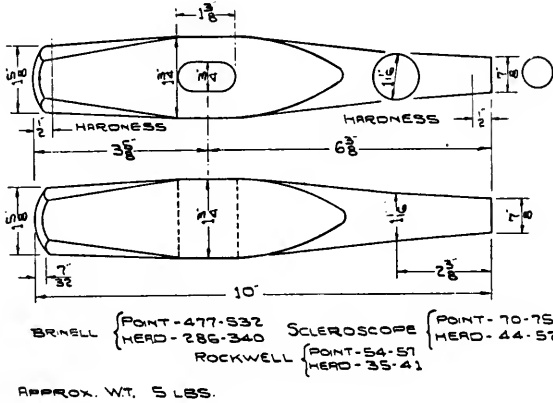 1 3/8"
1 5/8"
1 3/4"
3/4"
1 1/16"
7/8"
1/2"
HARDNESS
HARDNESS
1/2"
3 5/8"
6 3/8"
1 5/8"
1 3/4"
1 1/16"
7/8"
7/32"
2 3/8"
10"
BRINELL { POINT-477-532 SCLEROSCOPE { POINT-70-75
HEAD-286-340 HEAD-44-57
ROCKWELL { POINT-54-57
HEAD-35-41
APPROX. WT. 5 LBS.